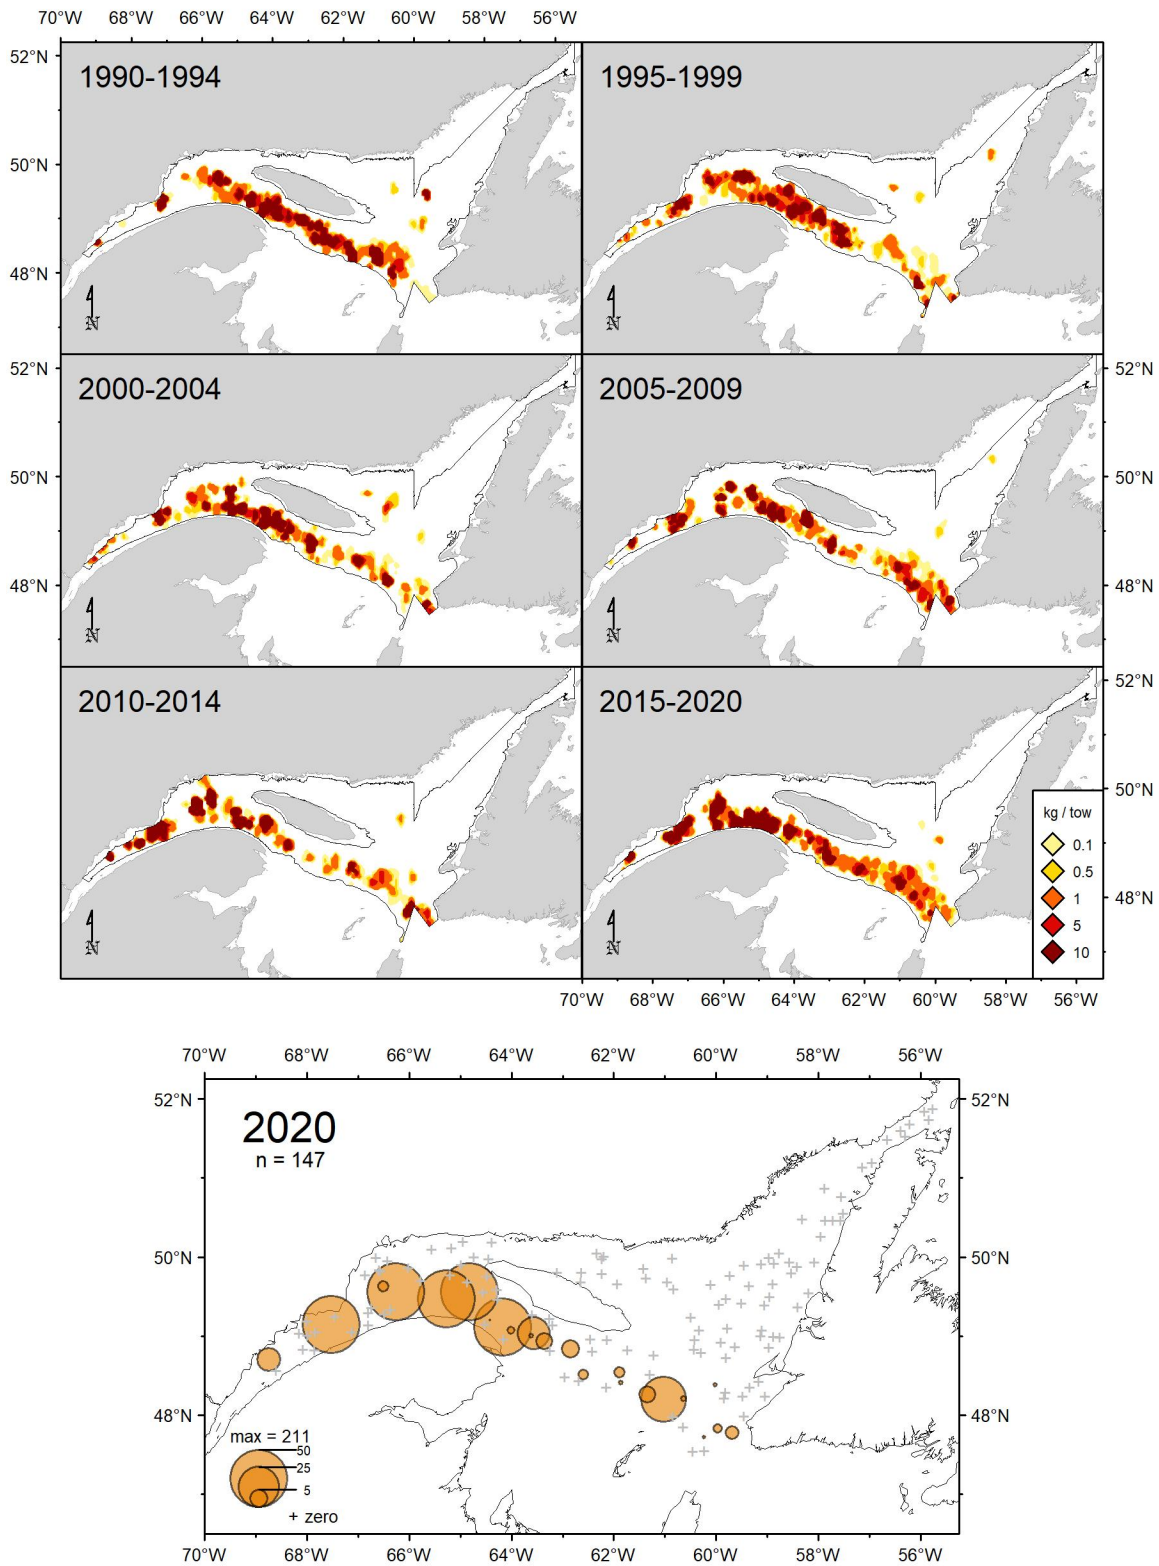 70°W 68°W 66°W 64°W 62°W 60°W 58°W 56°W
52°N
1990-1994 1995-1999
50°N
48°N
N N
52°N 52°N
2000-2004 2005-2009
50°N 50°N
48°N 48°N
N N
52°N
2010-2014 2015-2020
50°N
kg / tow
0.1
0.5
1 48°N
5
N N
10
70°W 68°W 66°W 64°W 62°W 60°W 58°W 56°W
70°W 68°W 66°W 64°W 62°W 60°W 58°W 56°W
52°N 52°N
2020
n = 147
50°N 50°N
48°N 48°N
max = 211
50
25
5
+ zero
70°W 68°W 66°W 64°W 62°W 60°W 58°W 56°W